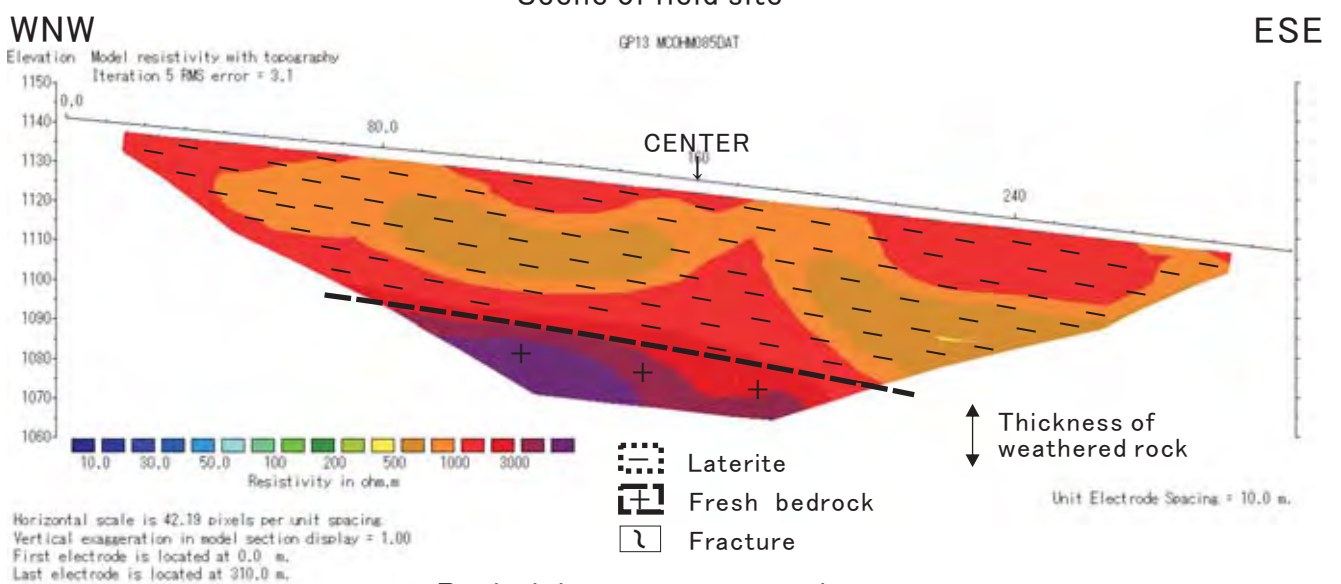 WNW
ESE
GP13 MCOHM085DAT
Elevation Model resistivity with topography
Iteration 5 RMS error = 3.1
1150
1140
1130
1120
1110
1100
1090
1080
1070
1060
0.0
80.0
CENTER
160
240
10.0 30.0 50.0 100 200 500 1000 3000
Resistivity in ohm.m
Laterite
Fresh bedrock
Fracture
Thickness of
weathered rock
Unit Electrode Spacing = 10.0 m.
Horizontal scale is 42.19 pixels per unit spacing
Vertical exaggeration in model section display = 1.00
First electrode is located at 0.0 m.
Last electrode is located at 310.0 m.